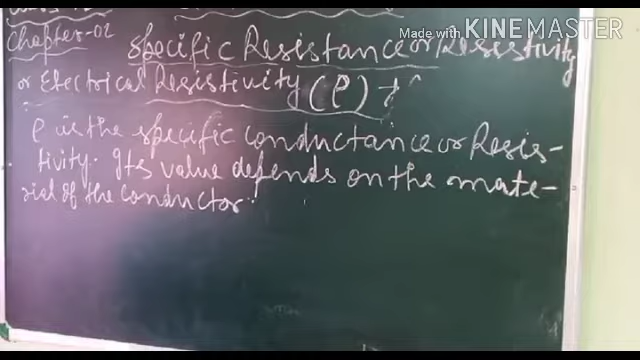 Made with KINEMASTER
Chapter-02 Specific Resistance or Resistivity
or Electrical Resistivity (ρ)
ρ is the specific conductance or Resis-
tivity. Its value depends on the mate-
rial of the conductor.